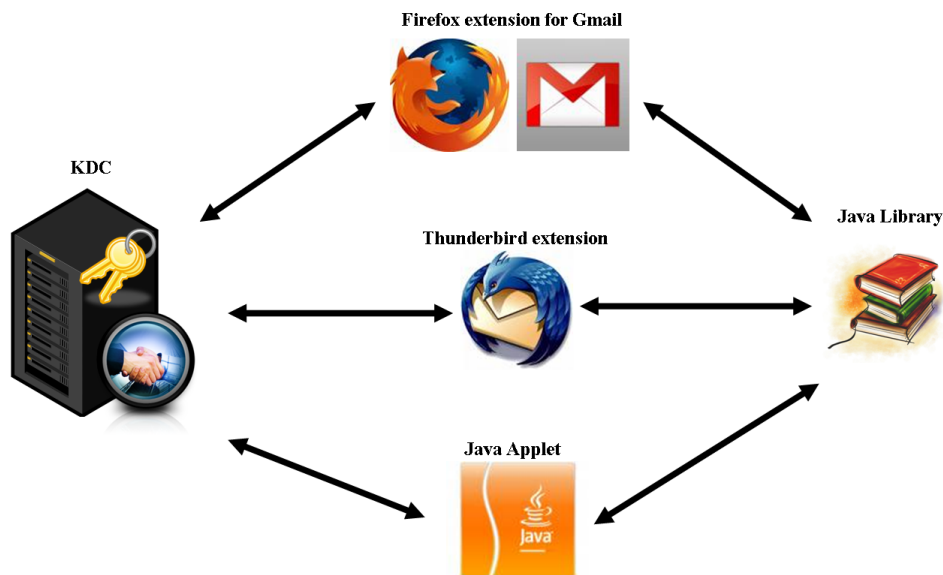 Firefox extension for Gmail
KDC
Java Library
Thunderbird extension
Java Applet
Java